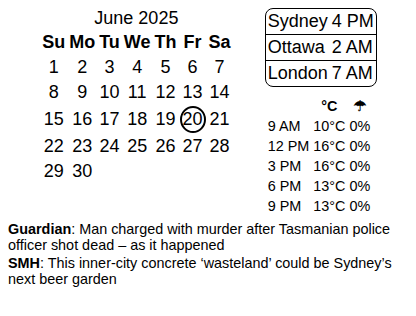 June 2025
Su Mo Tu We Th Fr Sa
1 2 3 4 5 6 7
8 9 10 11 12 13 14
15 16 17 18 19 20 21
22 23 24 25 26 27 28
29 30
Sydney 4 PM
Ottawa 2 AM
London 7 AM
°C ☂
9 AM 10°C 0%
12 PM 16°C 0%
3 PM 16°C 0%
6 PM 13°C 0%
9 PM 13°C 0%
Guardian: Man charged with murder after Tasmanian police
officer shot dead – as it happened
SMH: This inner-city concrete ‘wasteland’ could be Sydney’s
next beer garden